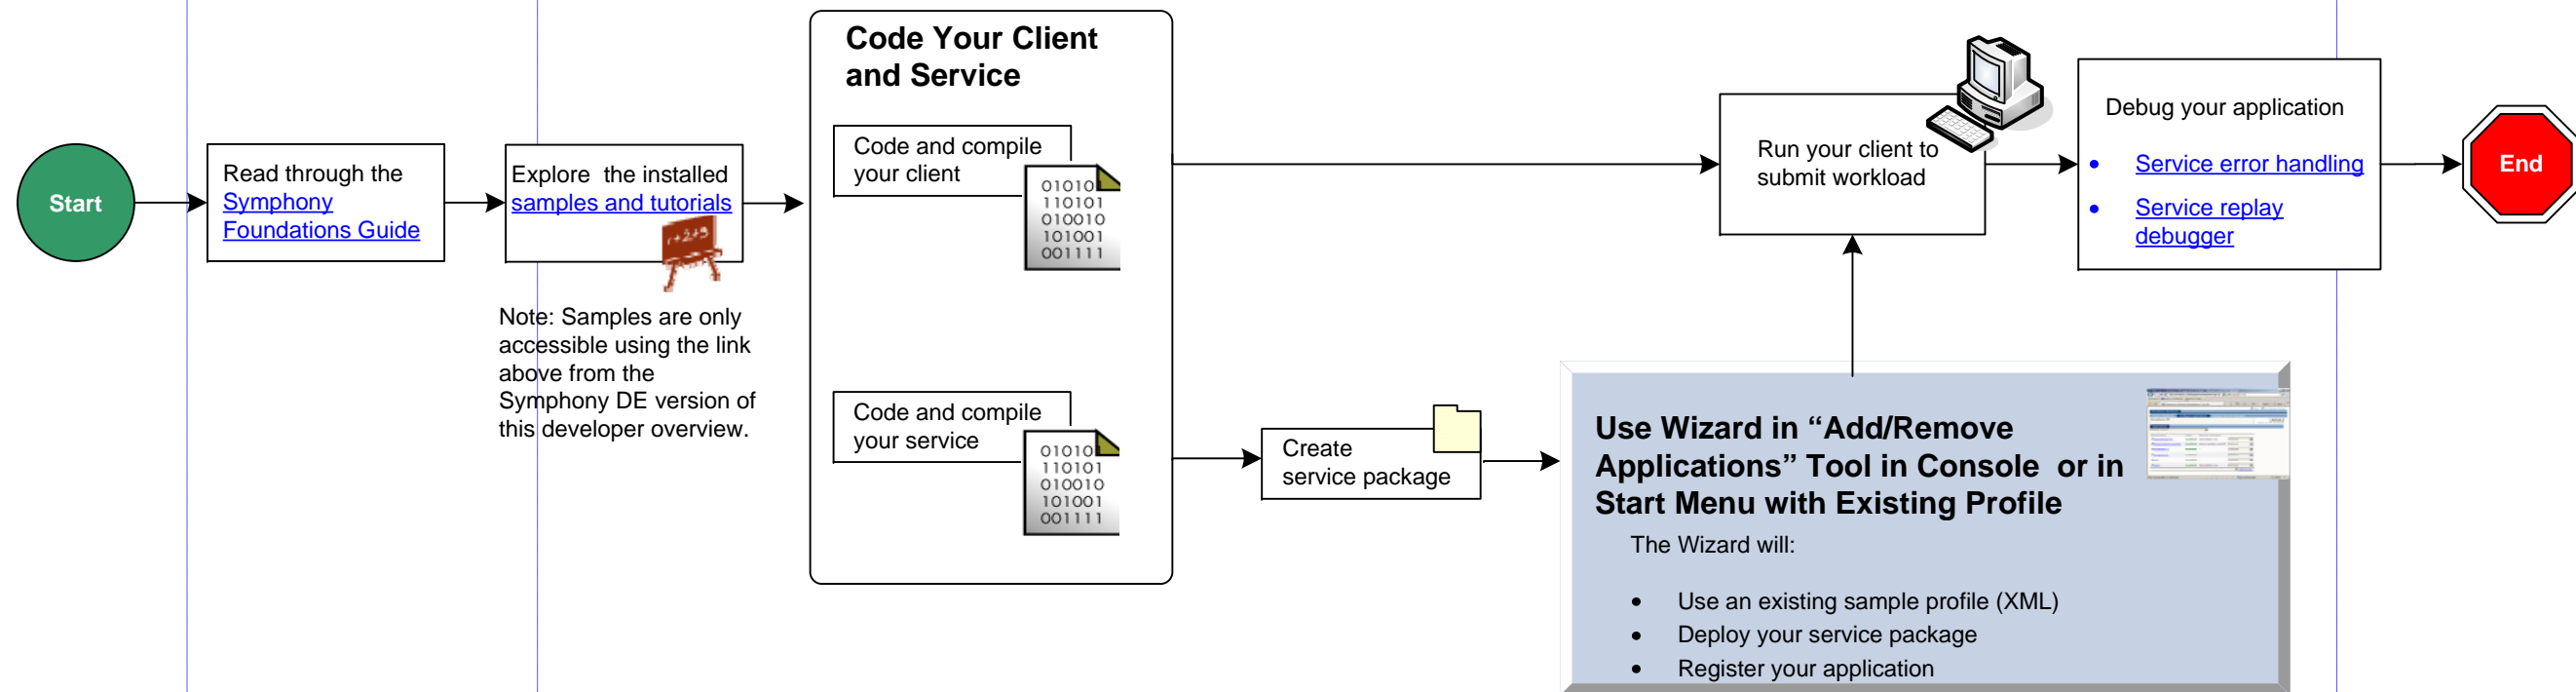 Start
Read through the
Symphony
Foundations Guide
Explore the installed
samples and tutorials
Note: Samples are only
accessible using the link
above from the
Symphony DE version of
this developer overview.
Code Your Client
and Service
Code and compile
your client
01010
110101
010010
101001
001111
Code and compile
your service
01010
110101
010010
101001
001111
Create
service package
Use Wizard in “Add/Remove
Applications” Tool in Console or in
Start Menu with Existing Profile
The Wizard will:
• Use an existing sample profile (XML)
• Deploy your service package
• Register your application
Run your client to
submit workload
Debug your application
• Service error handling
• Service replay
debugger
End